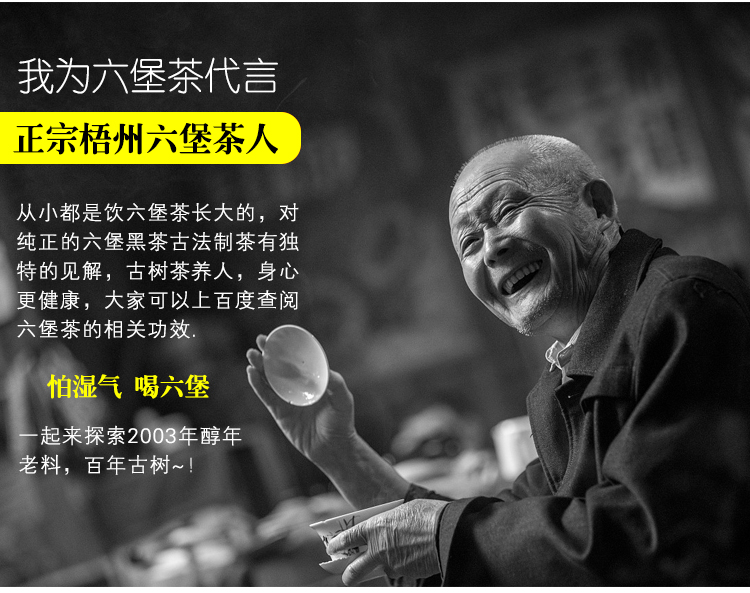 我为六堡茶代言
正宗梧州六堡茶人
从小都是饮六堡茶长大的，对
纯正的六堡黑茶古法制茶有独
特的见解，古树茶养人，身心
更健康，大家可以上百度查阅
六堡茶的相关功效.
怕湿气 喝六堡
一起来探索2003年醇年
老料，百年古树~!